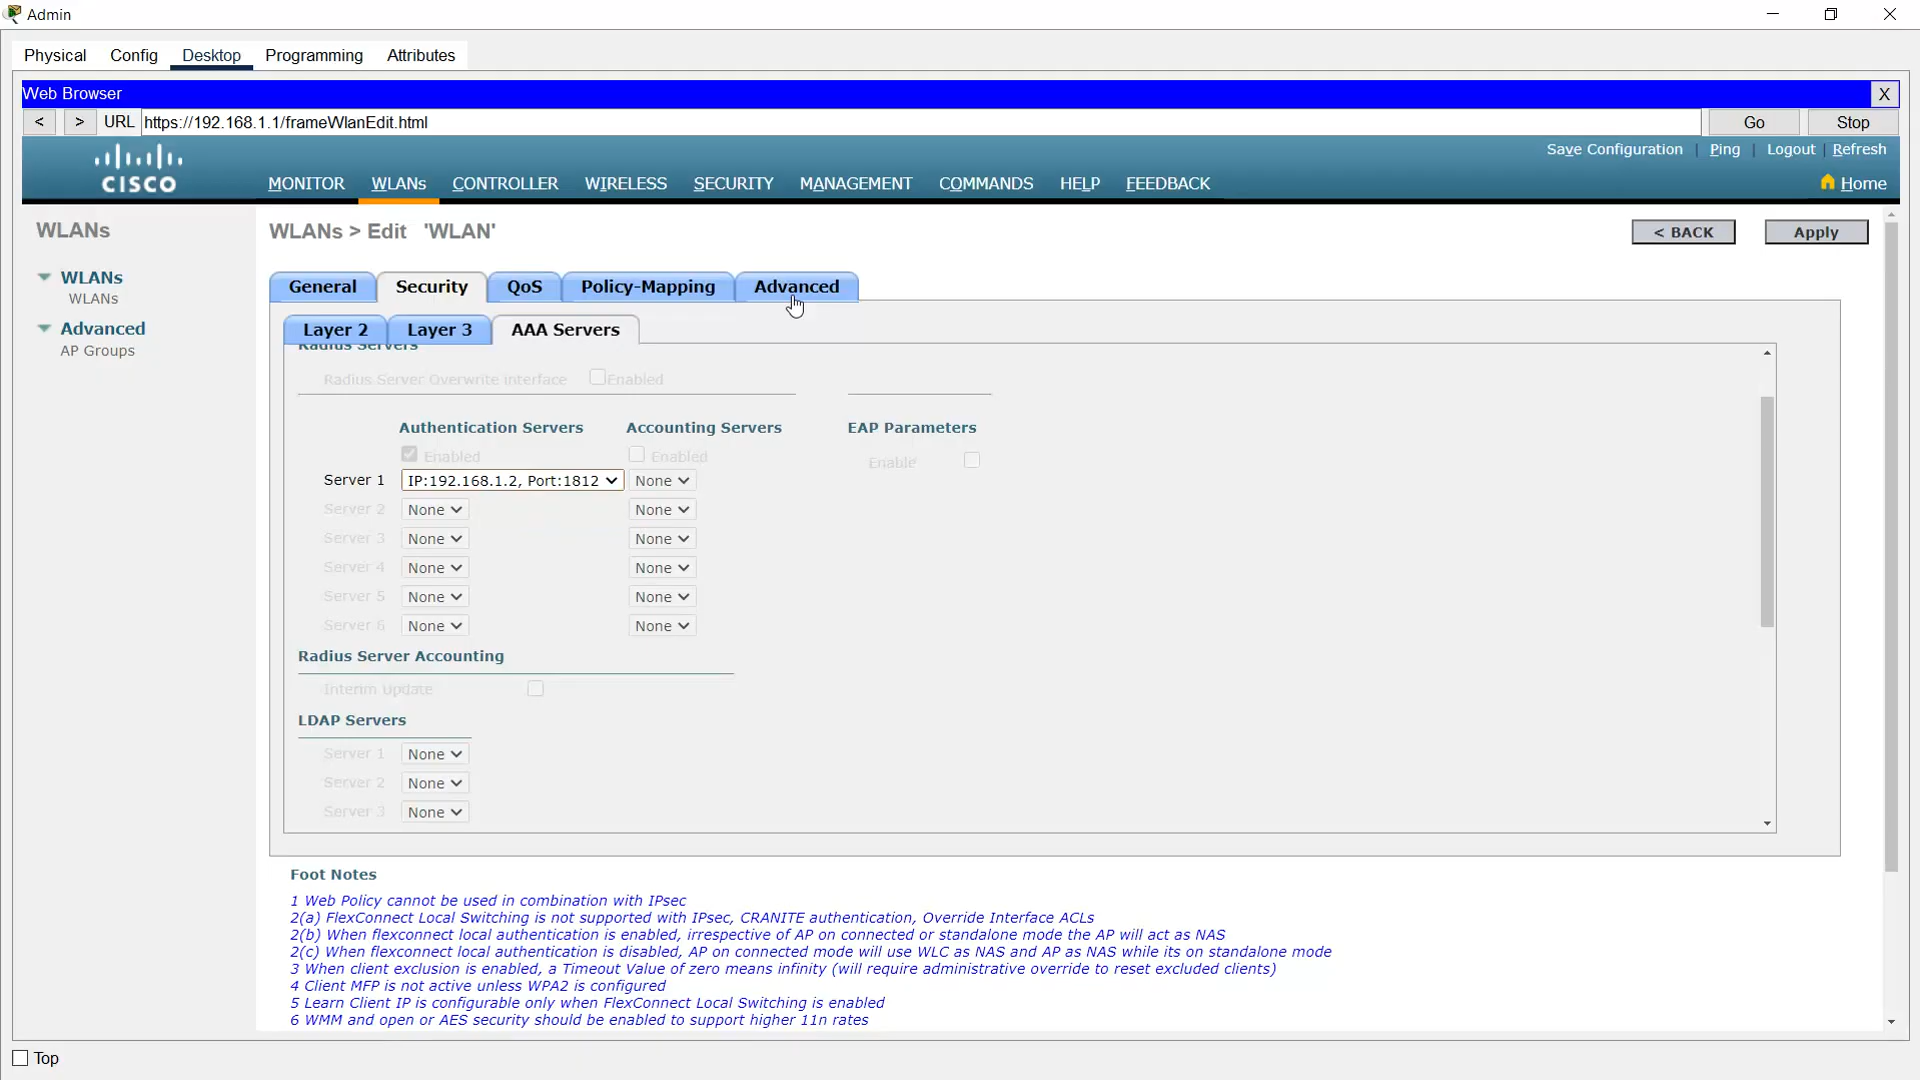 Admin
Physical Config Desktop Programming Attributes
Web Browser X
< > URL https://192.168.1.1/frameWlanEdit.html Go Stop
Save Configuration | Ping | Logout | Refresh
CISCO MONITOR WLANs CONTROLLER WIRELESS SECURITY MANAGEMENT COMMANDS HELP FEEDBACK Home
WLANs
WLANs
WLANs
Advanced
AP Groups
WLANs > Edit 'WLAN' < BACK Apply
General Security QoS Policy-Mapping Advanced
Layer 2 Layer 3 AAA Servers
Radius Servers
Radius Server Overwrite interface Enabled
Authentication Servers Accounting Servers EAP Parameters
Enabled Enabled Enable
Server 1 IP:192.168.1.2, Port:1812 None
Server 2 None None
Server 3 None None
Server 4 None None
Server 5 None None
Server 6 None None
Radius Server Accounting
Interim Update
LDAP Servers
Server 1 None
Server 2 None
Server 3 None
Foot Notes
1 Web Policy cannot be used in combination with IPsec
2(a) FlexConnect Local Switching is not supported with IPsec, CRANITE authentication, Override Interface ACLs
2(b) When flexconnect local authentication is enabled, irrespective of AP on connected or standalone mode the AP will act as NAS
2(c) When flexconnect local authentication is disabled, AP on connected mode will use WLC as NAS and AP as NAS while its on standalone mode
3 When client exclusion is enabled, a Timeout Value of zero means infinity (will require administrative override to reset excluded clients)
4 Client MFP is not active unless WPA2 is configured
5 Learn Client IP is configurable only when FlexConnect Local Switching is enabled
6 WMM and open or AES security should be enabled to support higher 11n rates
Top